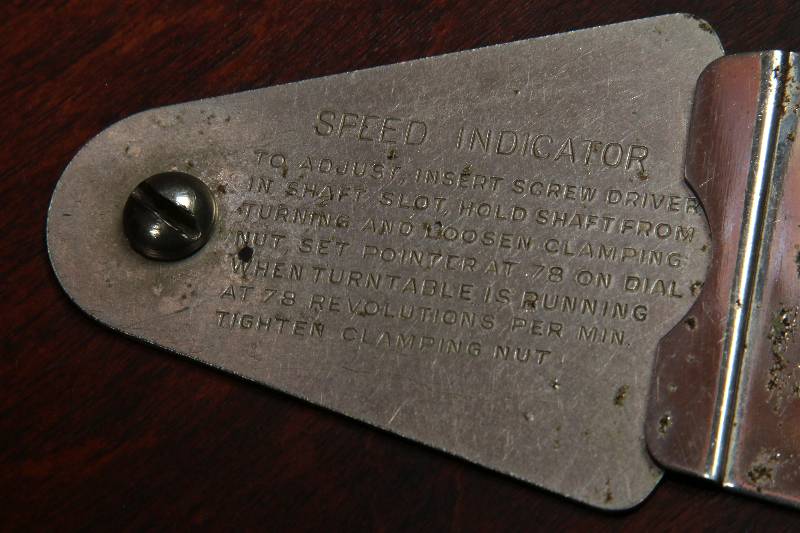 SPEED INDICATOR
TO ADJUST, INSERT SCREW DRIVER
IN SHAFT SLOT, HOLD SHAFT FROM
TURNING AND LOOSEN CLAMPING
NUT, SET POINTER AT 78 ON DIAL
WHEN TURNTABLE IS RUNNING
AT 78 REVOLUTIONS PER MIN.
TIGHTEN CLAMPING NUT.